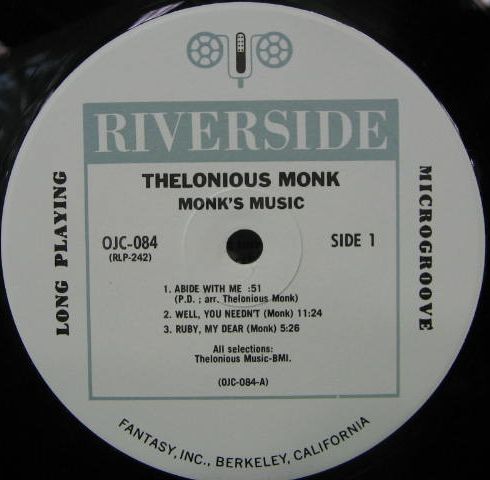 RIVERSIDE
THELONIOUS MONK
MONK'S MUSIC
OJC-084
(RLP-242)
SIDE 1
LONG PLAYING
MICROGROOVE
1. ABIDE WITH ME :51
(P.D. ; arr. Thelonious Monk)
2. WELL, YOU NEEDN'T (Monk) 11:24
3. RUBY, MY DEAR (Monk) 5:26
All selections:
Thelonious Music-BMI.
(OJC-084-A)
FANTASY, INC., BERKELEY, CALIFORNIA